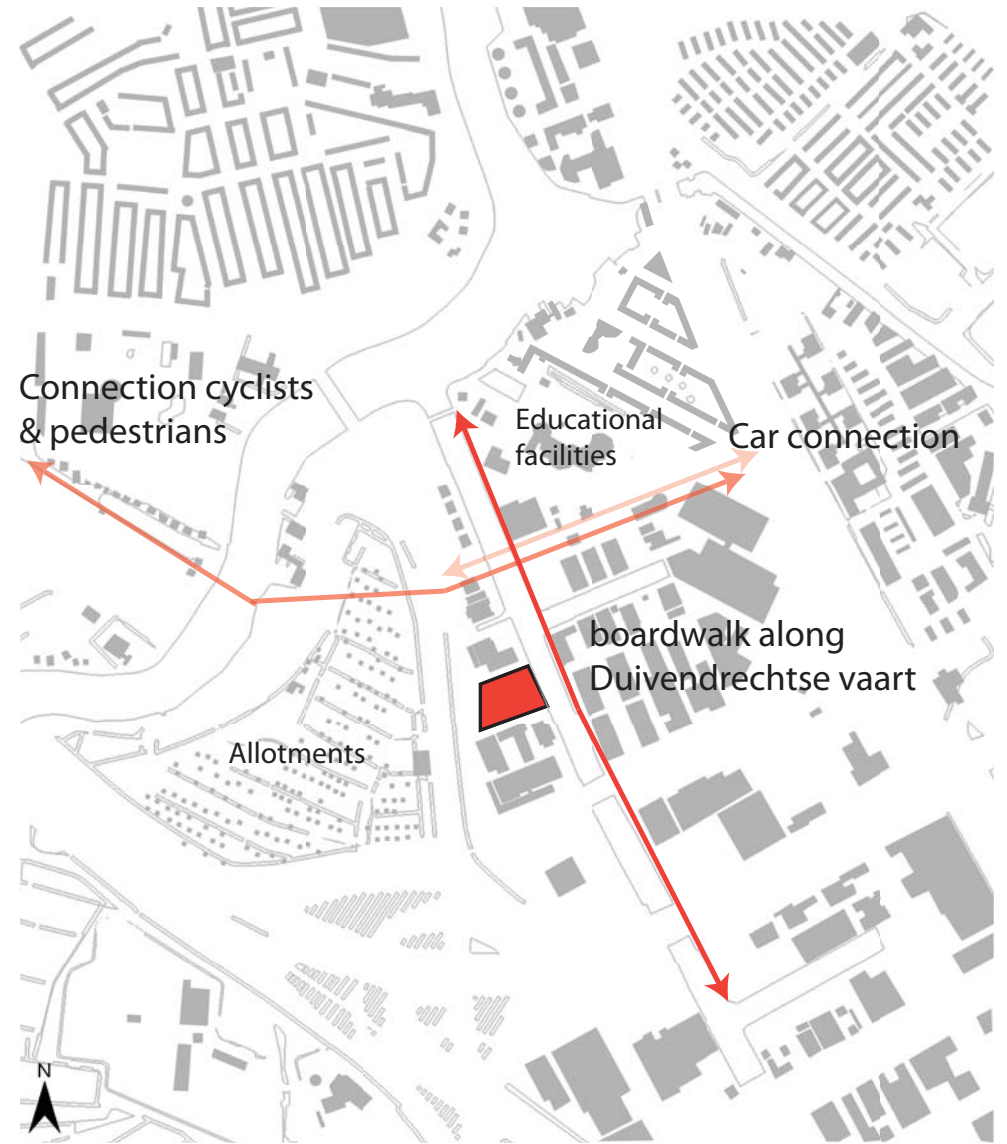 Connection cyclists
& pedestrians
Educational
facilities
Car connection
boardwalk along
Duivendrechtse vaart
Allotments
N